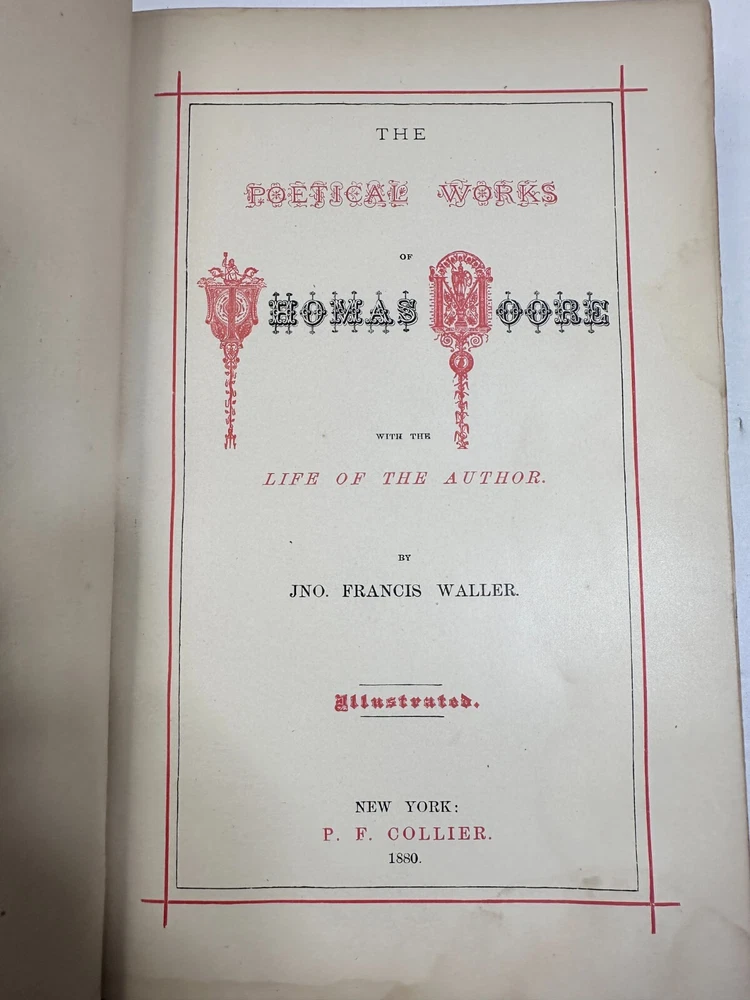 THE
POETICAL WORKS
OF
THOMAS MOORE
WITH THE
LIFE OF THE AUTHOR.
BY
JNO. FRANCIS WALLER.
Illustrated.
NEW YORK:
P. F. COLLIER.
1880.